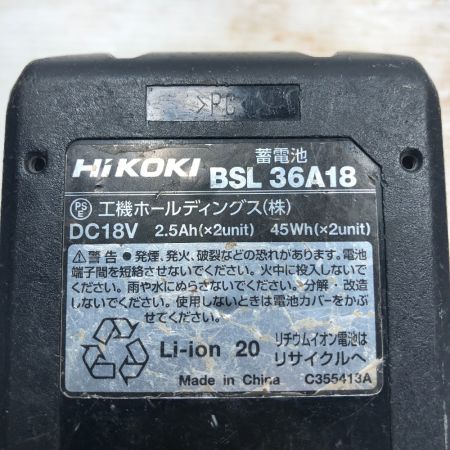 >PC<
HiKOKI
蓄電池
BSL 36A18
PSE 工機ホールディングス(株)
DC18V 2.5Ah(×2unit) 45Wh(×2unit)
⚠警告 ●発煙、発火、破裂などの恐れがあります。電池
端子間を短絡させないでください。火中に投入しないで
ください。雨や水にぬらさないでください。分解・改造
しないでください。使用しないときは電池カバーをかぶ
せてください。
Li-ion 20
リチウムイオン電池は
リサイクルへ
Made in China C355413A